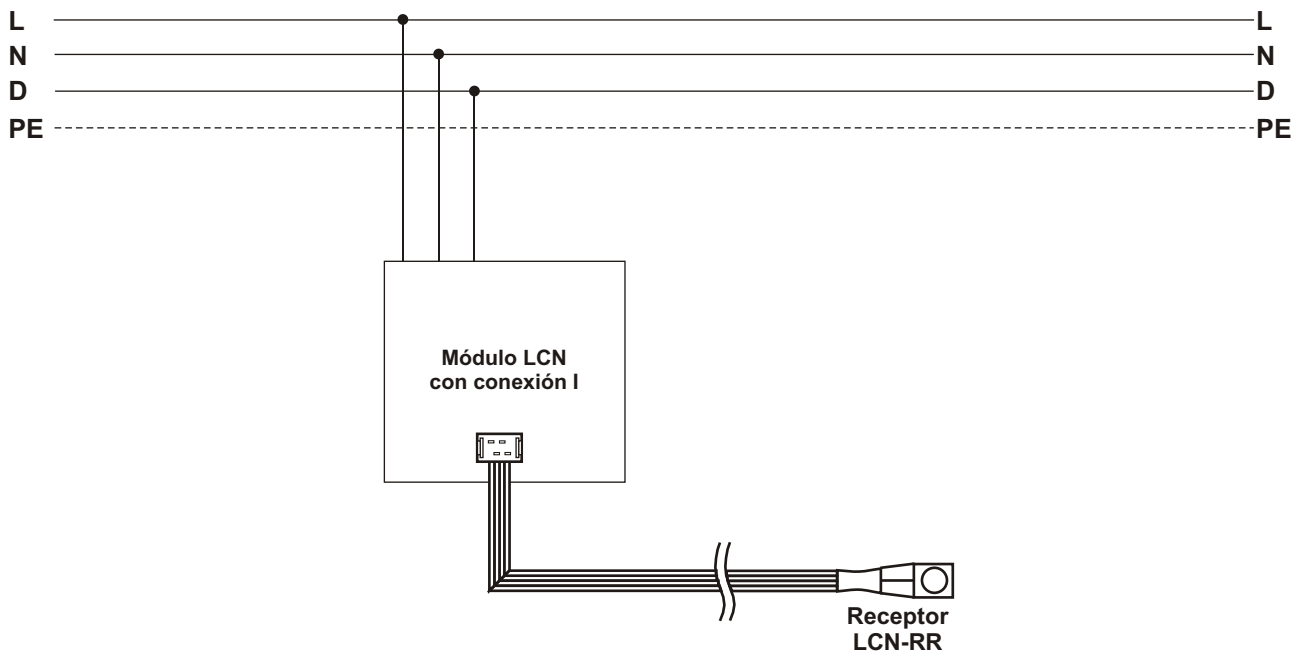 L L
N N
D D
PE PE
Módulo LCN
con conexión I
Receptor
LCN-RR